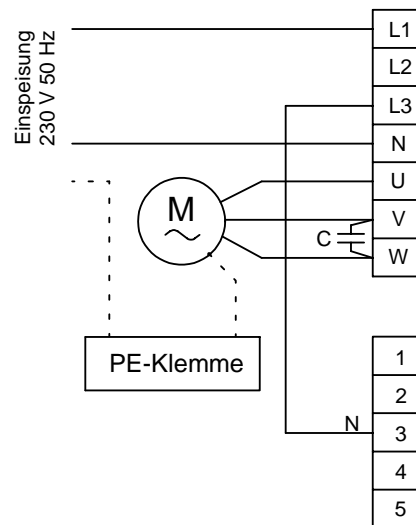 Einspeisung
230 V 50 Hz
L1
L2
L3
N
U
V
W
M
C
PE-Klemme
1
2
N
3
4
5